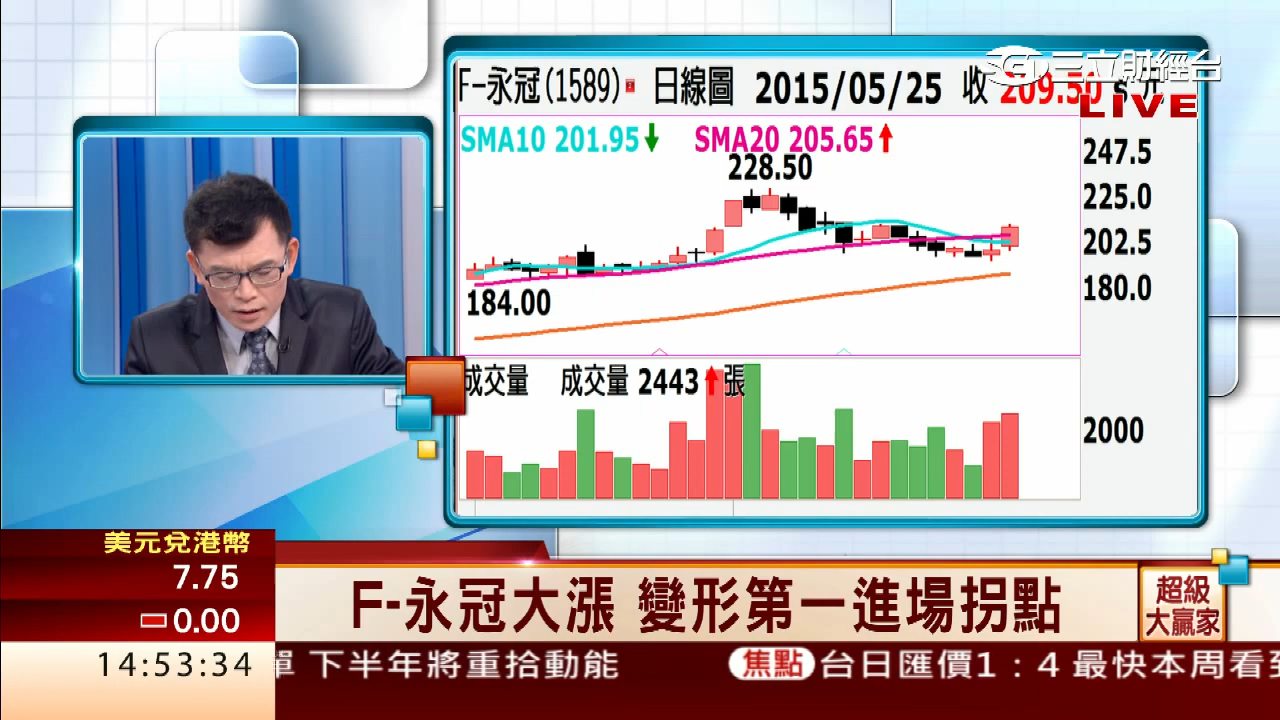 F-永冠(1589) 日線圖 2015/05/25 收 209.50 s 元
三立財經台
LIVE
SMA10 201.95↓ SMA20 205.65↑
228.50
184.00
247.5
225.0
202.5
180.0
成交量 成交量 2443↑張
2000
美元兌港幣
7.75
0.00
F-永冠大漲 變形第一進場拐點
超級
大贏家
14:53:34
單 下半年將重拾動能 焦點 台日匯價1：4 最快本周看到